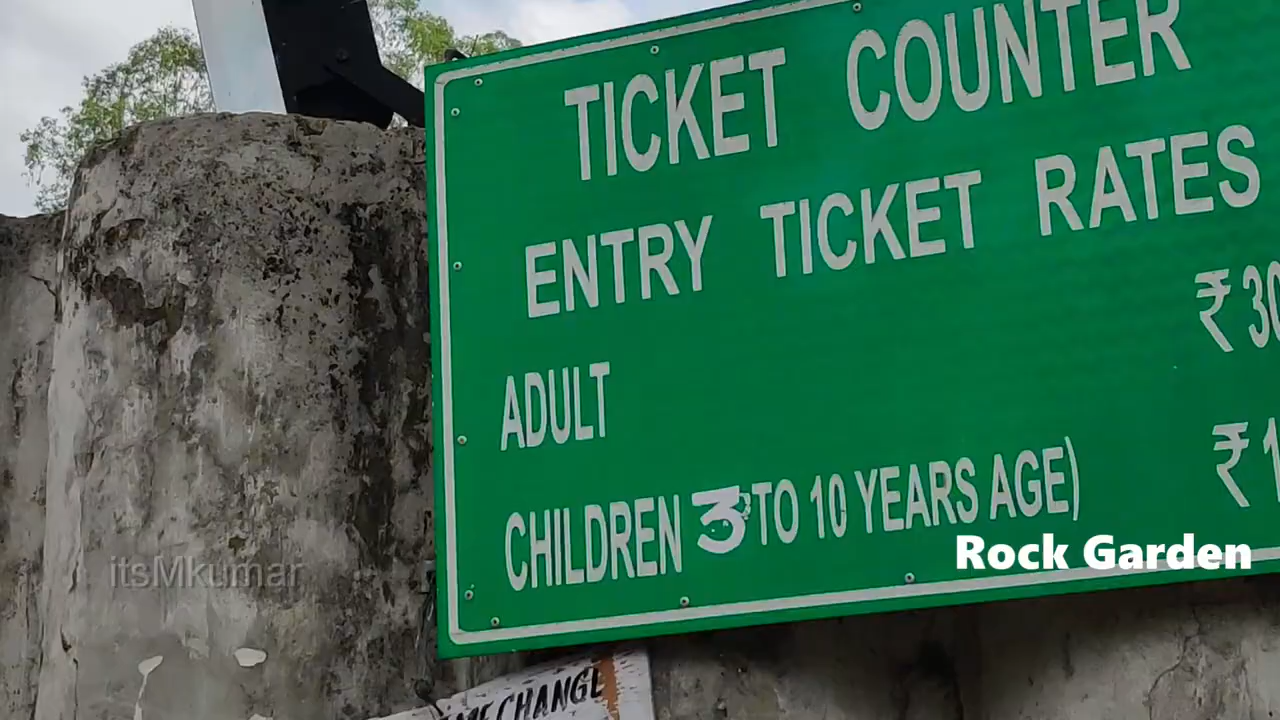 TICKET COUNTER
ENTRY TICKET RATES
ADULT ₹ 30
CHILDREN 3 TO 10 YEARS AGE) ₹ 1
Rock Garden
itsMkumar
CHANGE